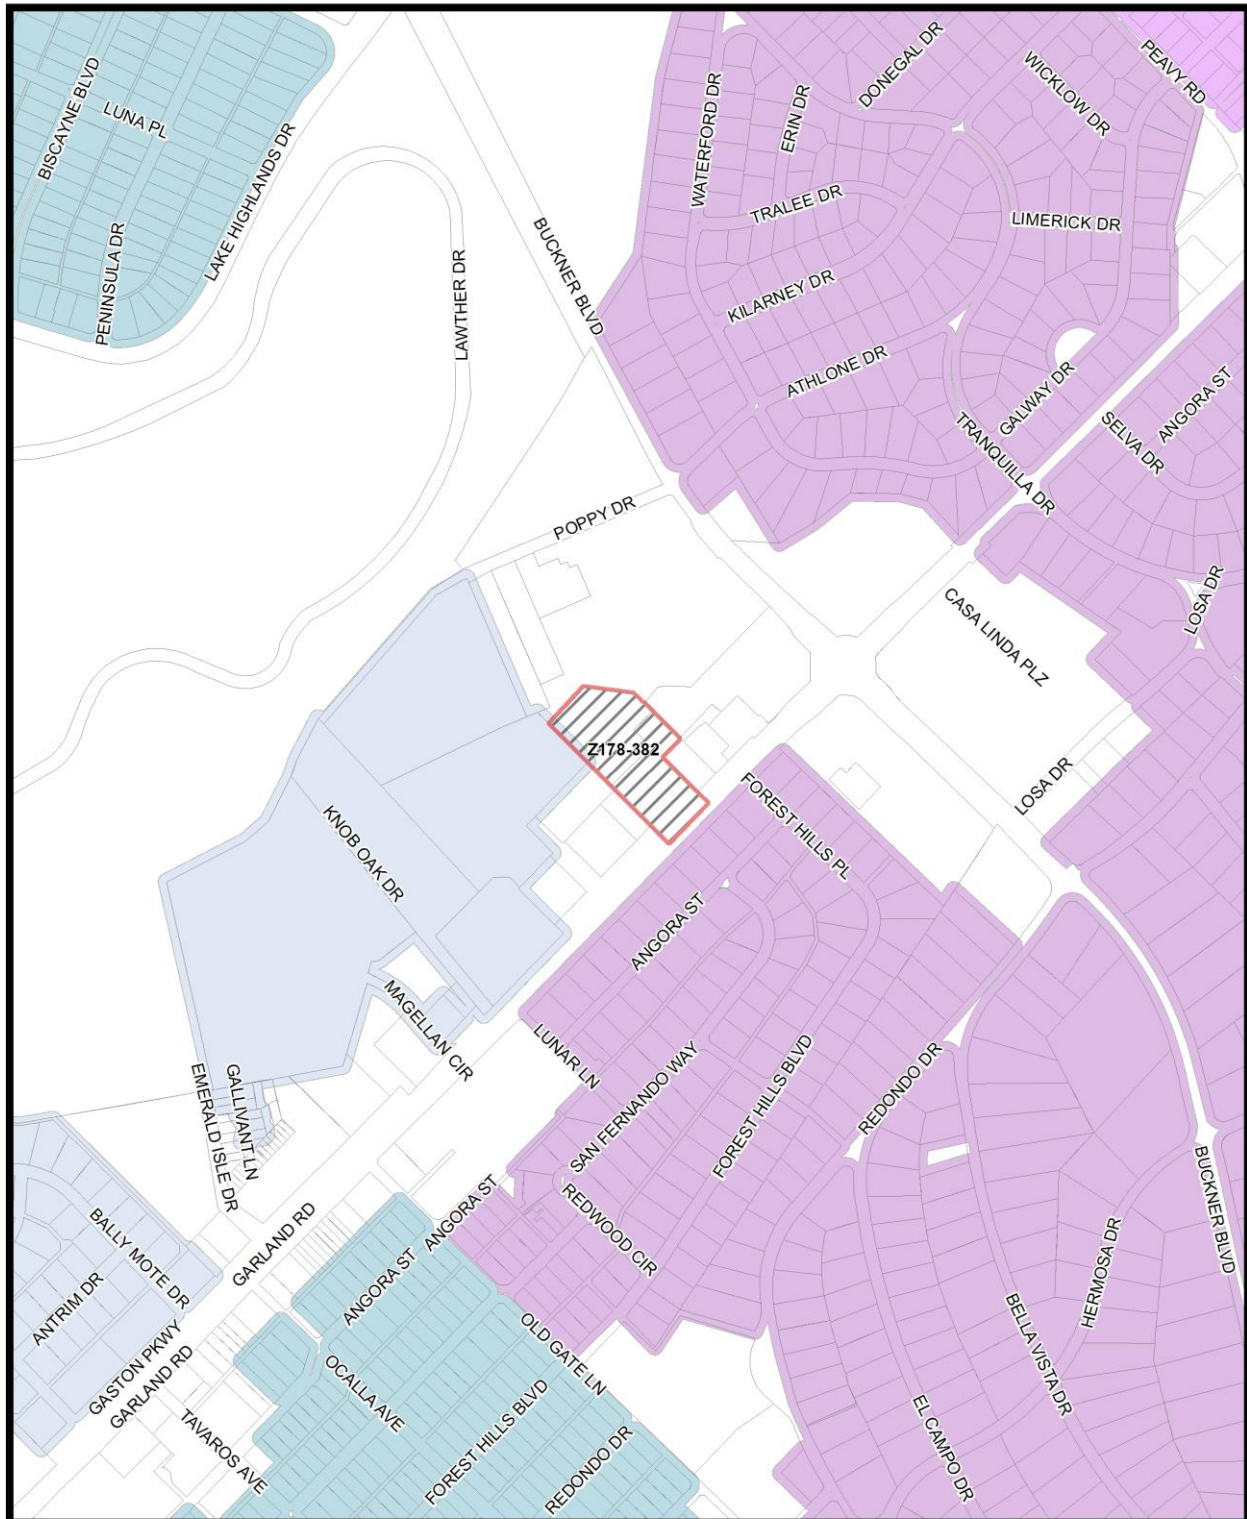 PEAVY RD
DONEGAL DR
WICKLOW DR
BISCAYNE BLVD
LUNA PL
WATERFORD DR
ERIN DR
LAKE HIGHLANDS DR
TRALEE DR
LIMERICK DR
PENINSULA DR
BUCKNER BLVD
LAWTHER DR
KILARNEY DR
ATHLONE DR
GALWAY DR
ANGORA ST
SELVA DR
TRANQUILLA DR
POPPY DR
LOSA DR
CASA LINDA PLZ
Z178-382
LOSA DR
FOREST HILLS PL
KNOB OAK DR
ANGORA ST
MAGELLAN CIR
LUNAR LN
SAN FERNANDO WAY
FOREST HILLS BLVD
REDONDO DR
GALLIVANT LN
EMERALD ISLE DR
BUCKNER BLVD
ANGORA ST
REDWOOD CIR
GARLAND RD
BALLY MOTE DR
ANGORA ST
HERMOSA DR
ANTRIM DR
BELLA VISTA DR
OLD GATE LN
GASTON PKWY
GARLAND RD
OCALLA AVE
FOREST HILLS BLVD
EL CAMPO DR
TAVAROS AVE
REDONDO DR